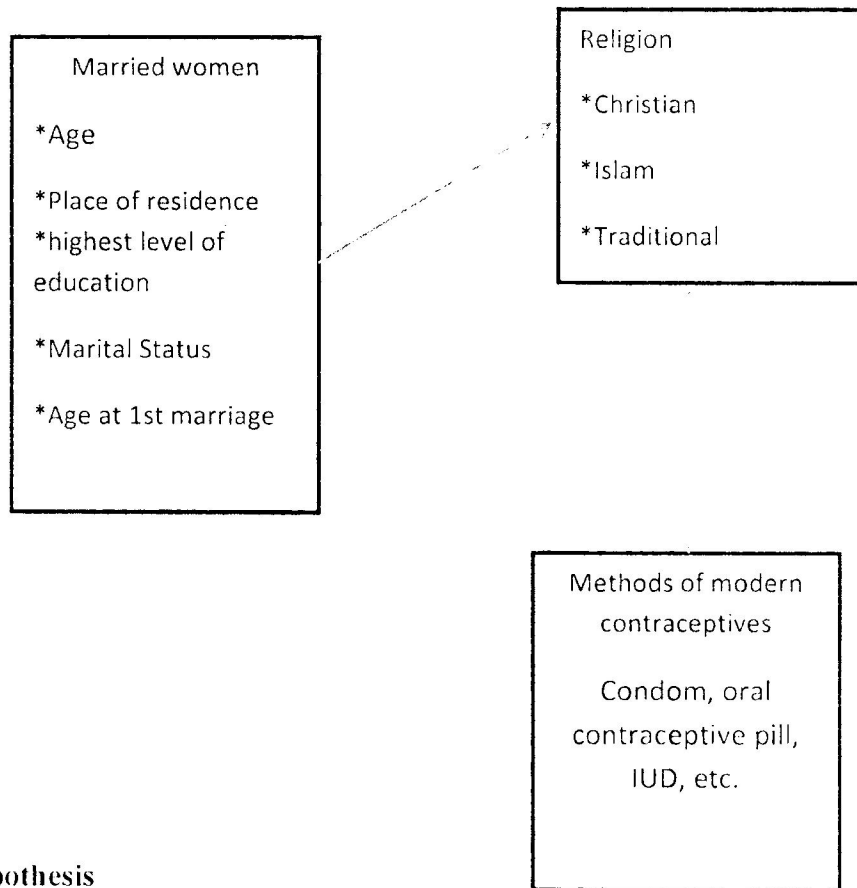 Married women
*Age
*Place of residence
*highest level of
education
*Marital Status
*Age at 1st marriage
Religion
*Christian
*Islam
*Traditional
Methods of modern
contraceptives
Condom, oral
contraceptive pill,
IUD, etc.
pothesis